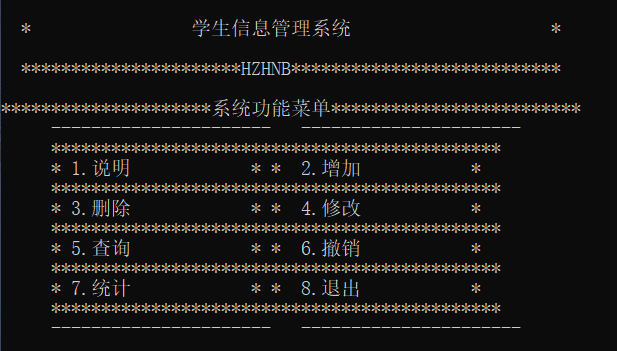 *                学生信息管理系统                    *
**********************HZHNB***************************
*********************系统功能菜单*************************
----------------------   ----------------------
*********************************************
* 1.说明            * *  2.增加           *
*********************************************
* 3.删除            * *  4.修改           *
*********************************************
* 5.查询            * *  6.撤销           *
*********************************************
* 7.统计            * *  8.退出           *
*********************************************
----------------------   ----------------------